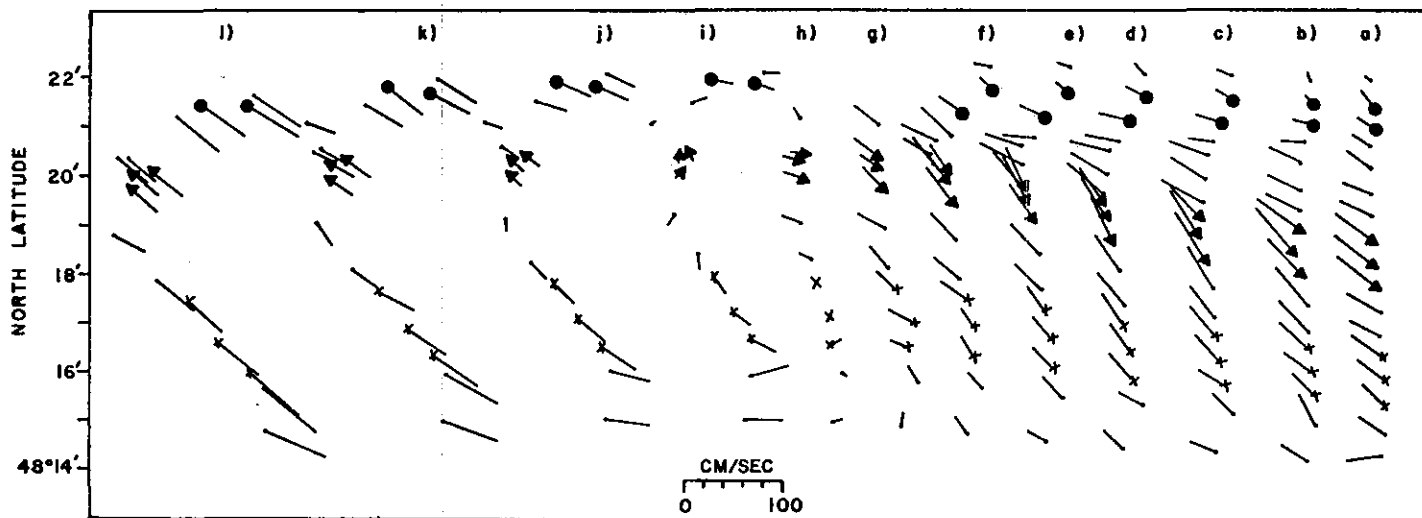 l) k) j) i) h) g) f) e) d) c) b) a)
22'
20'
18'
16'
48°14'
NORTH LATITUDE
CM/SEC
0 100